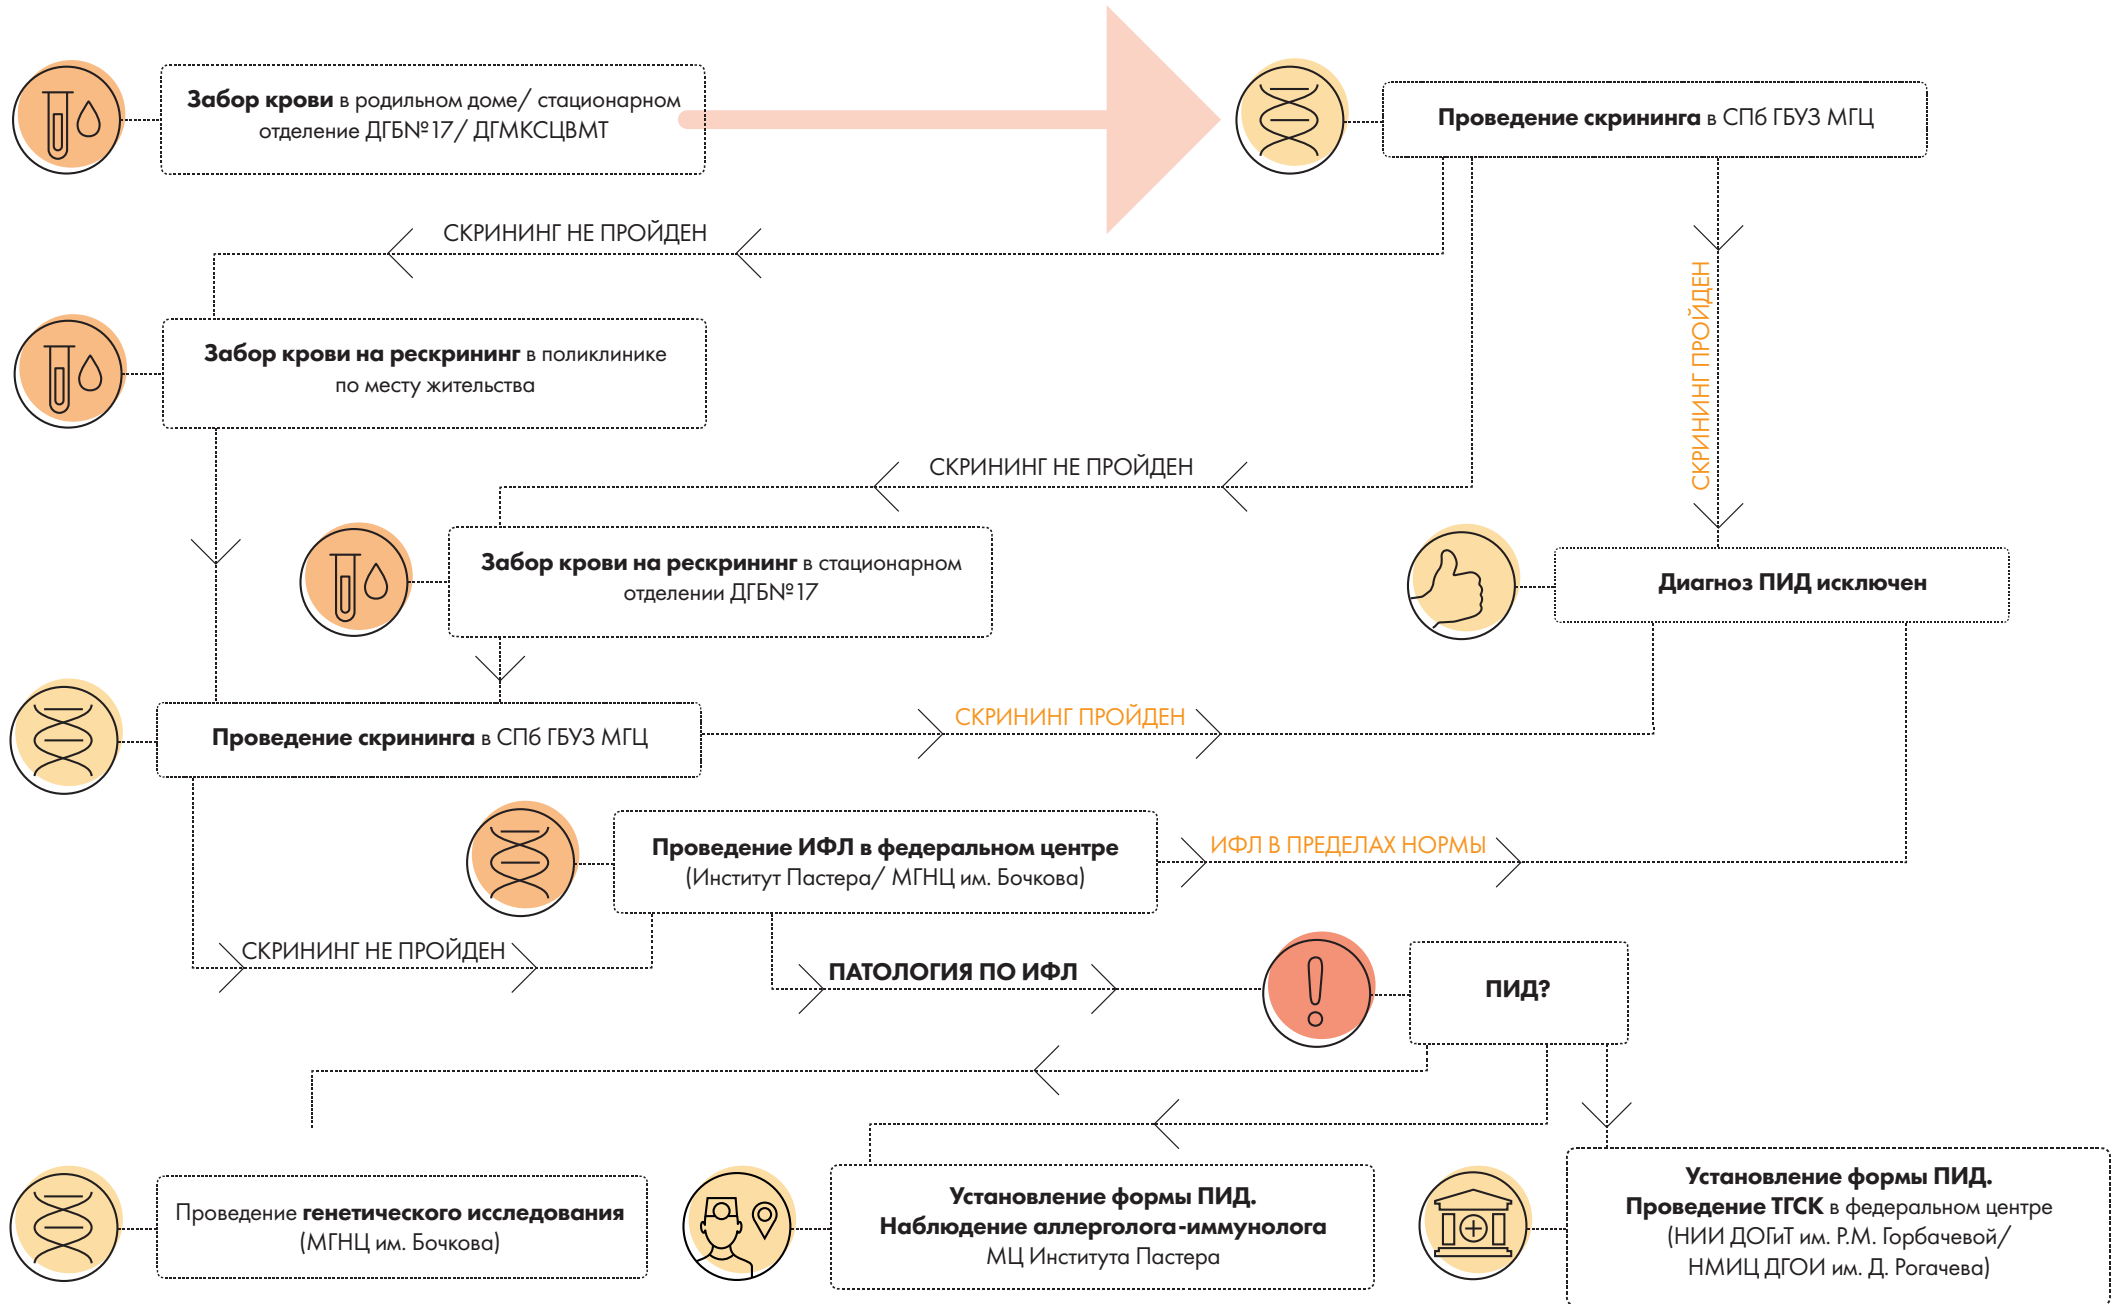 Забор крови в родильном доме/ стационарном
отделение ДГБ№17/ ДГМКСЦВМТ
Проведение скрининга в СПб ГБУЗ МГЦ
СКРИНИНГ НЕ ПРОЙДЕН
СКРИНИНГ ПРОЙДЕН
Забор крови на рескрининг в поликлинике
по месту жительства
СКРИНИНГ НЕ ПРОЙДЕН
Забор крови на рескрининг в стационарном
отделении ДГБ№17
Диагноз ПИД исключен
Проведение скрининга в СПб ГБУЗ МГЦ
СКРИНИНГ ПРОЙДЕН
Проведение ИФЛ в федеральном центре
(Институт Пастера/ МГНЦ им. Бочкова)
ИФЛ В ПРЕДЕЛАХ НОРМЫ
СКРИНИНГ НЕ ПРОЙДЕН
ПАТОЛОГИЯ ПО ИФЛ
ПИД?
Проведение генетического исследования
(МГНЦ им. Бочкова)
Установление формы ПИД.
Наблюдение аллерголога-иммунолога
МЦ Института Пастера
Установление формы ПИД.
Проведение ТГСК в федеральном центре
(НИИ ДОГиТ им. Р.М. Горбачевой/
НМИЦ ДГОИ им. Д. Рогачева)